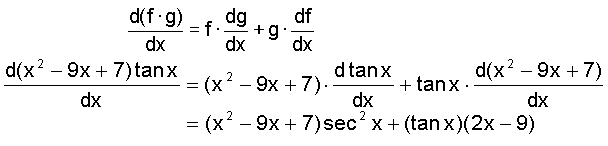 d(f·g)/dx = f·dg/dx + g·df/dx
d(x² − 9x + 7)tan x/dx = (x² − 9x + 7)·d tan x/dx + tan x·d(x² − 9x + 7)/dx
= (x² − 9x + 7)sec² x + (tan x)(2x − 9)